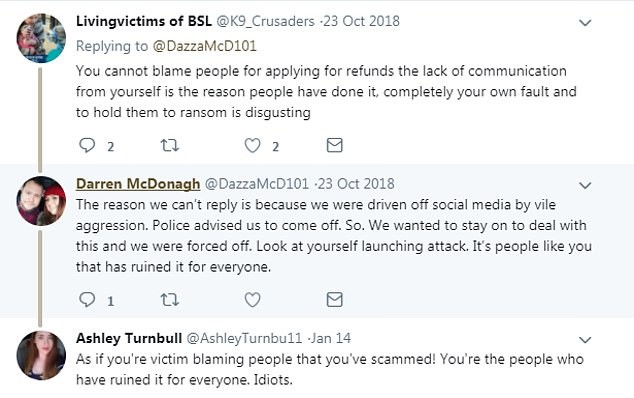 Livingvictims of BSL @K9_Crusaders ·23 Oct 2018
Replying to @DazzaMcD101
You cannot blame people for applying for refunds the lack of communication
from yourself is the reason people have done it, completely your own fault and
to hold them to ransom is disgusting
2 2
Darren McDonagh @DazzaMcD101 ·23 Oct 2018
The reason we can't reply is because we were driven off social media by vile
aggression. Police advised us to come off. So. We wanted to stay on to deal with
this and we were forced off. Look at yourself launching attack. It's people like you
that has ruined it for everyone.
1
Ashley Turnbull @AshleyTurnbu11 ·Jan 14
As if you're victim blaming people that you've scammed! You're the people who
have ruined it for everyone. Idiots.